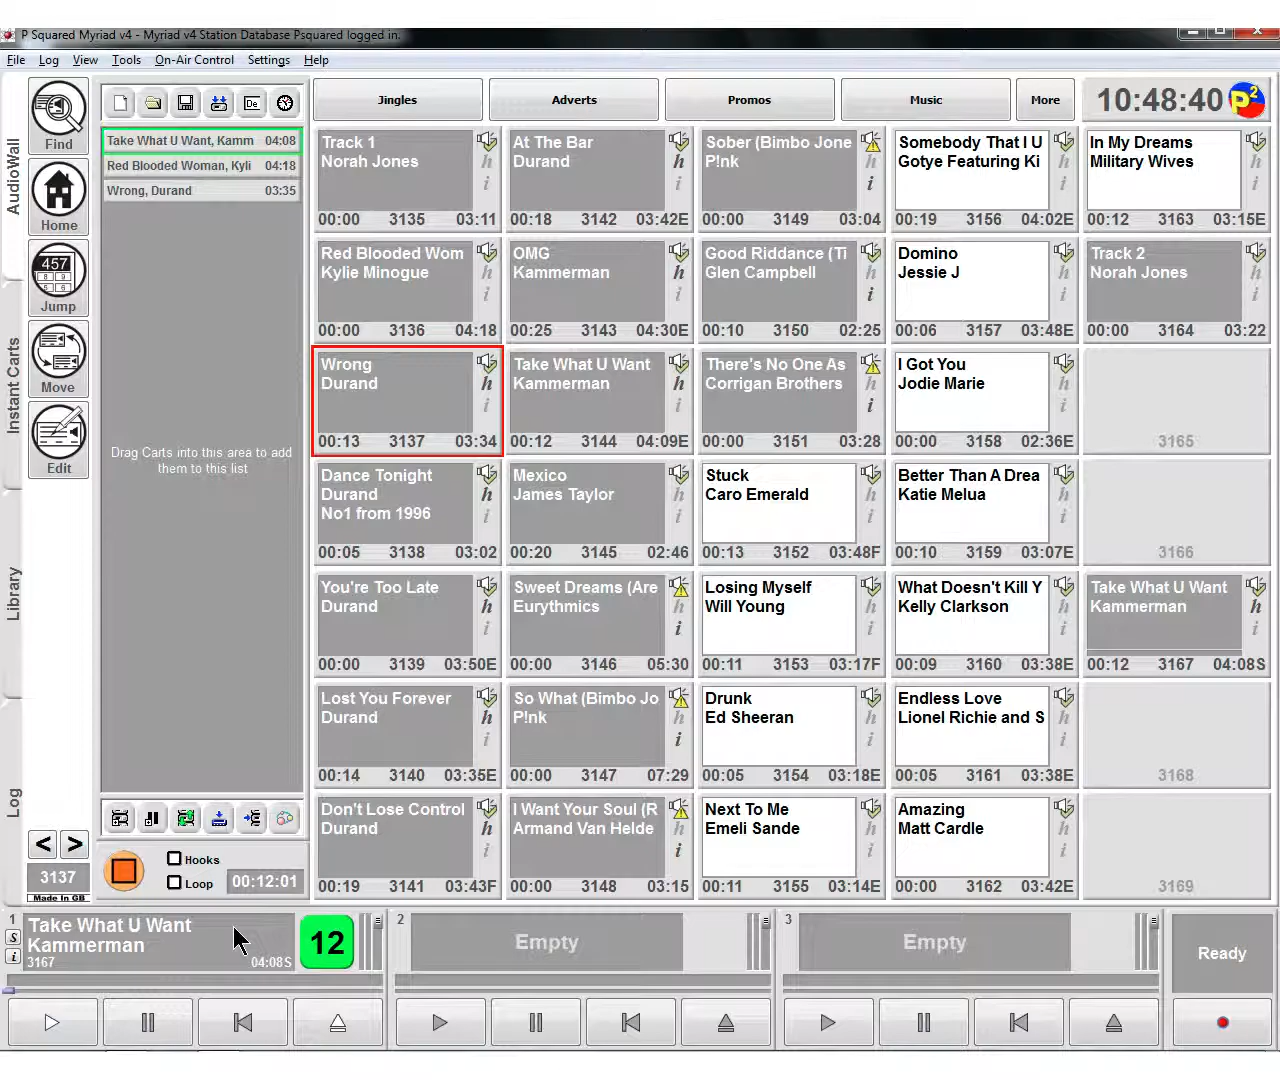 P Squared Myriad v4 - Myriad v4 Station Database Psquared logged in.
File Log View Tools On-Air Control Settings Help
AudioWall
Instant Carts
Library
Log
Find
Home
457
Jump
Move
Edit
< >
3137
Made In GB
De
Take What U Want, Kamm 04:08
Red Blooded Woman, Kyli 04:18
Wrong, Durand 03:35
Drag Carts into this area to add
them to this list
Hooks
Loop 00:12:01
Jingles Adverts Promos Music More 10:48:40 P2
Track 1
Norah Jones
h
i
00:00 3135 03:11
At The Bar
Durand
h
i
00:18 3142 03:42E
Sober (Bimbo Jone
P!nk
h
i
00:00 3149 03:04
Somebody That I U
Gotye Featuring Ki
h
i
00:19 3156 04:02E
In My Dreams
Military Wives
h
i
00:12 3163 03:15E
Red Blooded Wom
Kylie Minogue
h
i
00:00 3136 04:18
OMG
Kammerman
h
i
00:25 3143 04:30E
Good Riddance (Ti
Glen Campbell
h
i
00:10 3150 02:25
Domino
Jessie J
h
i
00:06 3157 03:48E
Track 2
Norah Jones
h
i
00:00 3164 03:22
Wrong
Durand
h
i
00:13 3137 03:34
Take What U Want
Kammerman
h
i
00:12 3144 04:09E
There's No One As
Corrigan Brothers
h
i
00:00 3151 03:28
I Got You
Jodie Marie
h
i
00:00 3158 02:36E
3165
Dance Tonight
Durand
No1 from 1996
h
i
00:05 3138 03:02
Mexico
James Taylor
h
i
00:20 3145 02:46
Stuck
Caro Emerald
h
i
00:13 3152 03:48F
Better Than A Drea
Katie Melua
h
i
00:10 3159 03:07E
3166
You're Too Late
Durand
h
i
00:00 3139 03:50E
Sweet Dreams (Are
Eurythmics
h
i
00:00 3146 05:30
Losing Myself
Will Young
h
i
00:11 3153 03:17F
What Doesn't Kill Y
Kelly Clarkson
h
i
00:09 3160 03:38E
Take What U Want
Kammerman
h
i
00:12 3167 04:08S
Lost You Forever
Durand
h
i
00:14 3140 03:35E
So What (Bimbo Jo
P!nk
h
i
00:00 3147 07:29
Drunk
Ed Sheeran
h
i
00:05 3154 03:18E
Endless Love
Lionel Richie and S
h
i
00:05 3161 03:38E
3168
Don't Lose Control
Durand
h
i
00:19 3141 03:43F
I Want Your Soul (R
Armand Van Helde
h
i
00:00 3148 03:15
Next To Me
Emeli Sande
h
i
00:11 3155 03:14E
Amazing
Matt Cardle
h
i
00:00 3162 03:42E
3169
1
S
i
Take What U Want
Kammerman
3167 04:08S
12
2
Empty
3
Empty
Ready